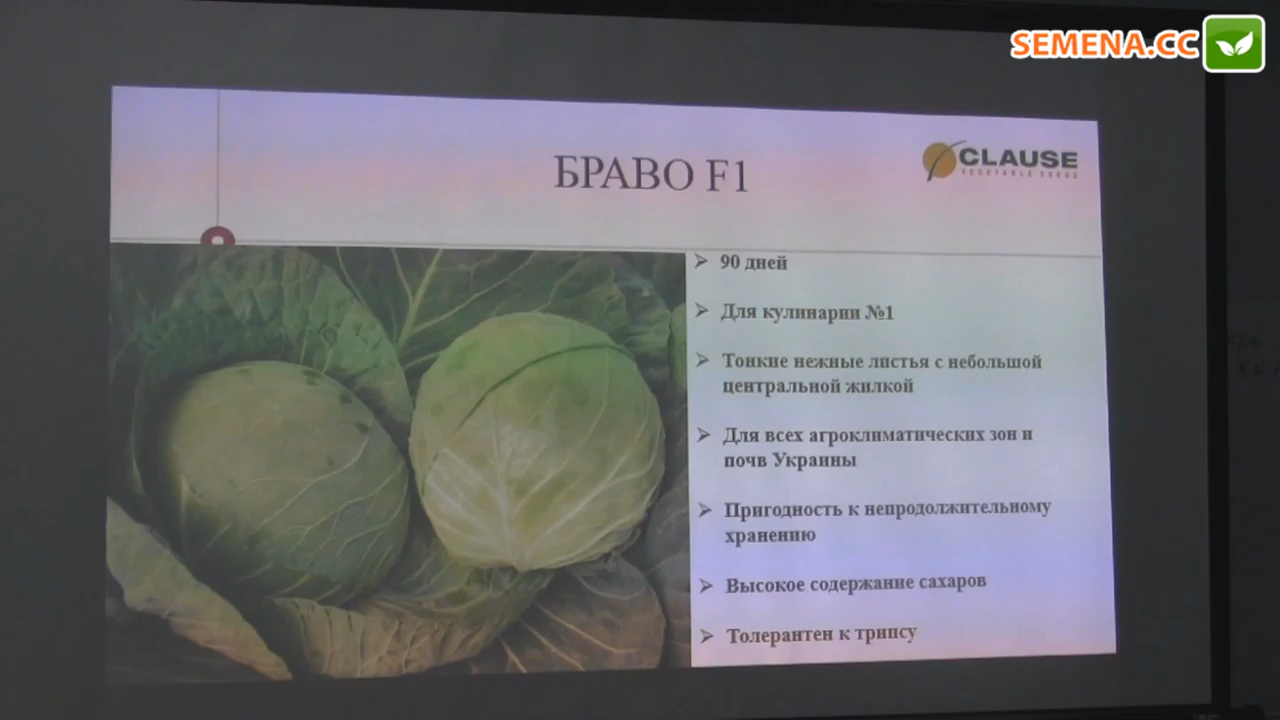 SEMENA.CC
БРАВО F1
CLAUSE
VEGETABLE SEEDS
90 дней
Для кулинарии №1
Тонкие нежные листья с небольшой
центральной жилкой
Для всех агроклиматических зон и
почв Украины
Пригодность к непродолжительному
хранению
Высокое содержание сахаров
Толерантен к трипсу